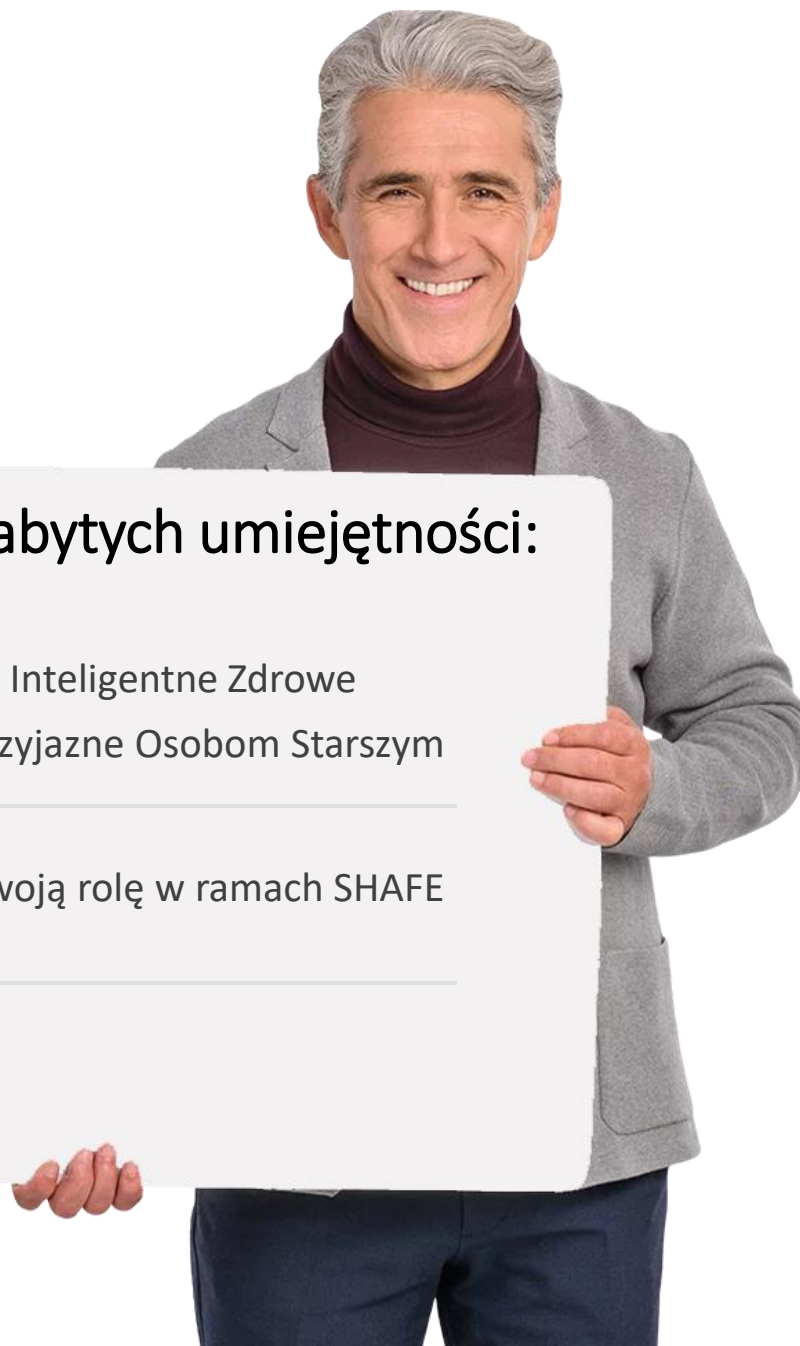 abytych umiejętności:
Inteligentne Zdrowe
zyjazne Osobom Starszym
woją rolę w ramach SHAFE